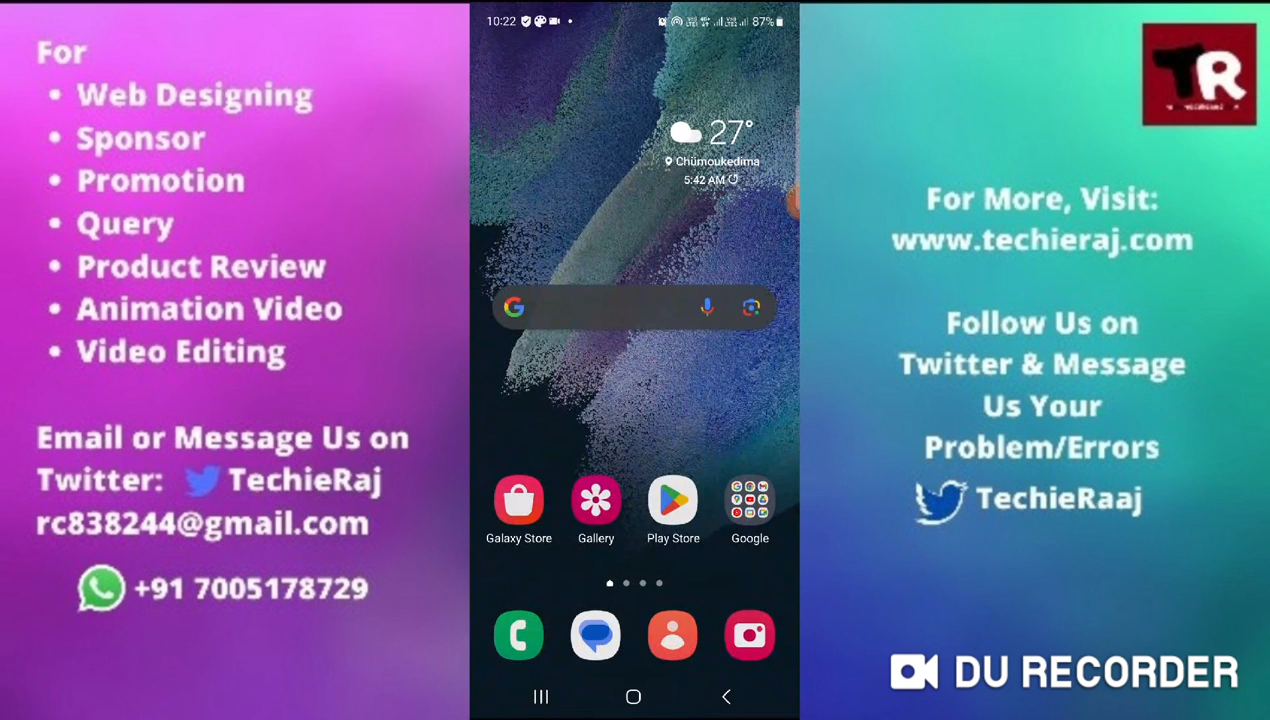 For
• Web Designing
• Sponsor
• Promotion
• Query
• Product Review
• Animation Video
• Video Editing
Email or Message Us on
Twitter: TechieRaj
rc838244@gmail.com
+91 7005178729
10:22
87%
27°
Chümoukedima
5:42 AM
G
Galaxy Store
Gallery
Play Store
Google
TR
For More, Visit:
www.techieraj.com
Follow Us on
Twitter & Message
Us Your
Problem/Errors
TechieRaaj
DU RECORDER